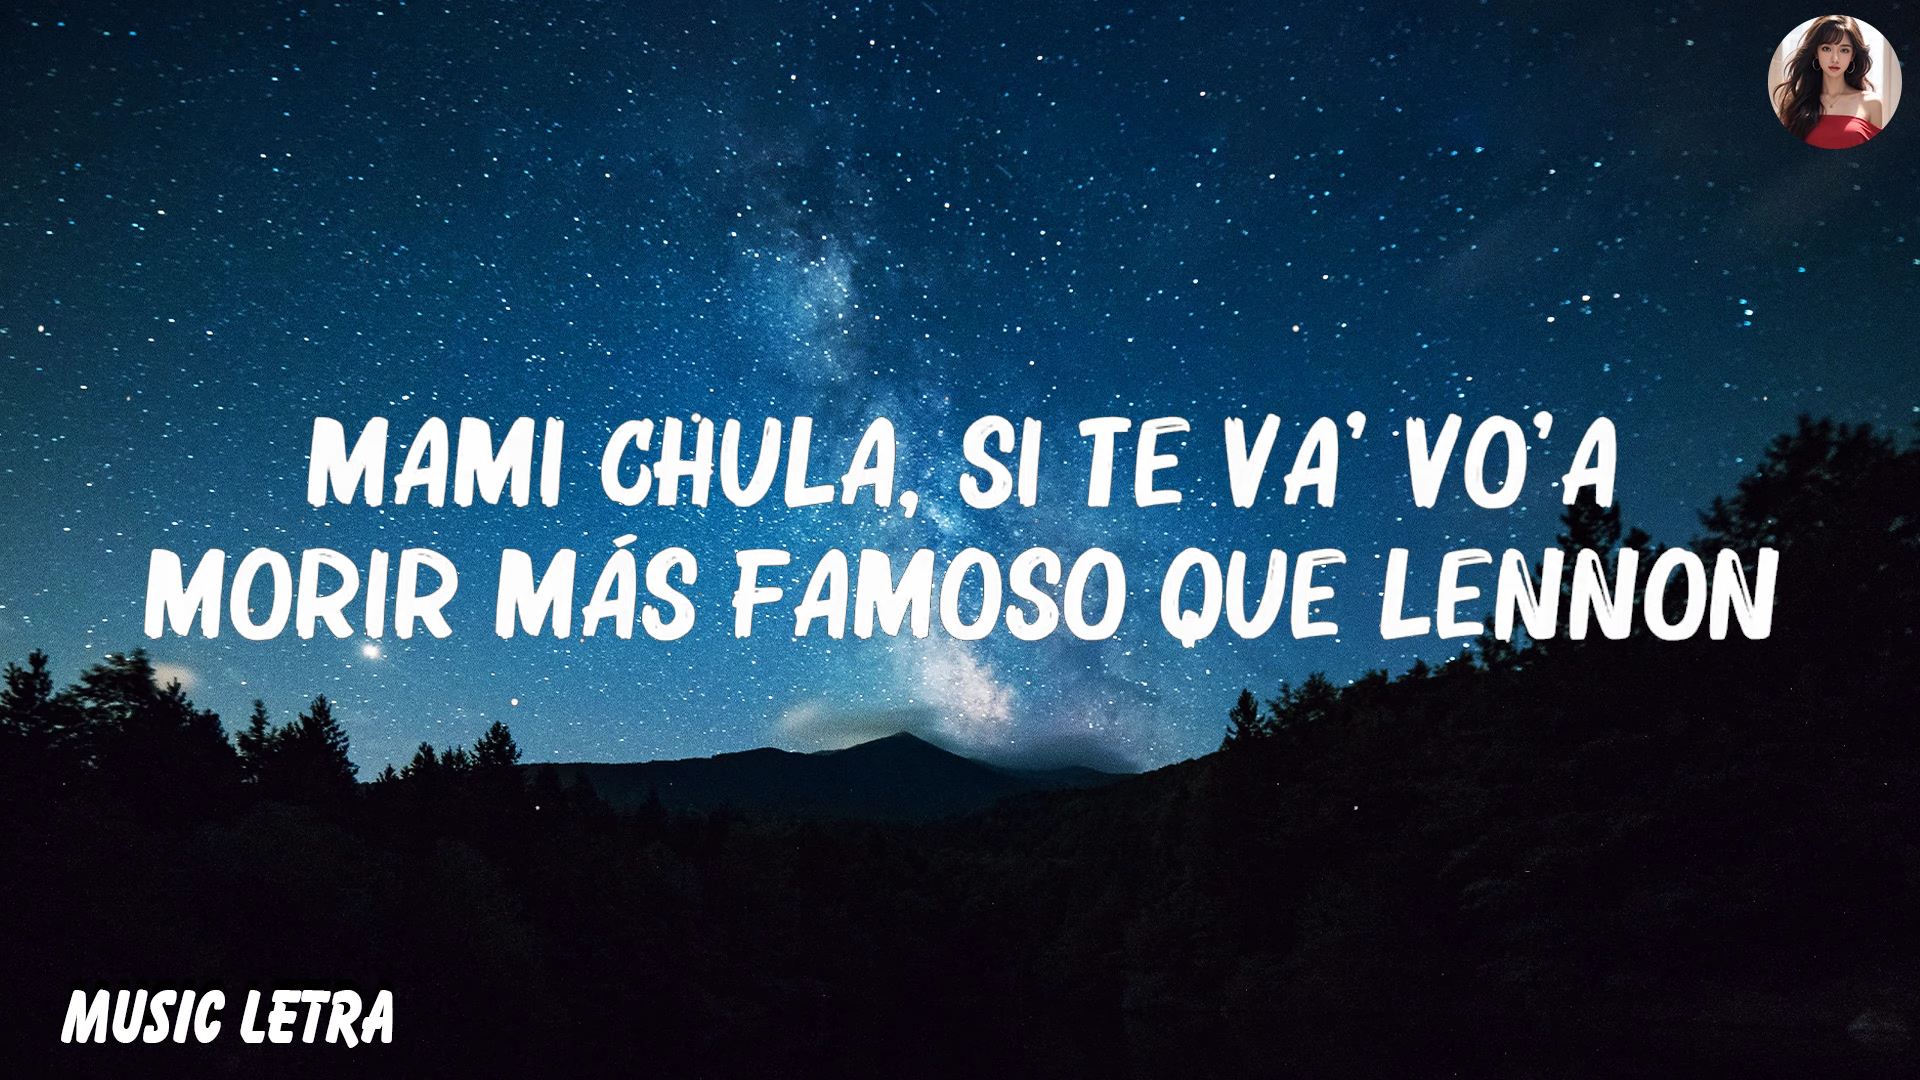 MAMI CHULA, SI TE VA' VO'A
MORIR MÁS FAMOSO QUE LENNON
MUSIC LETRA